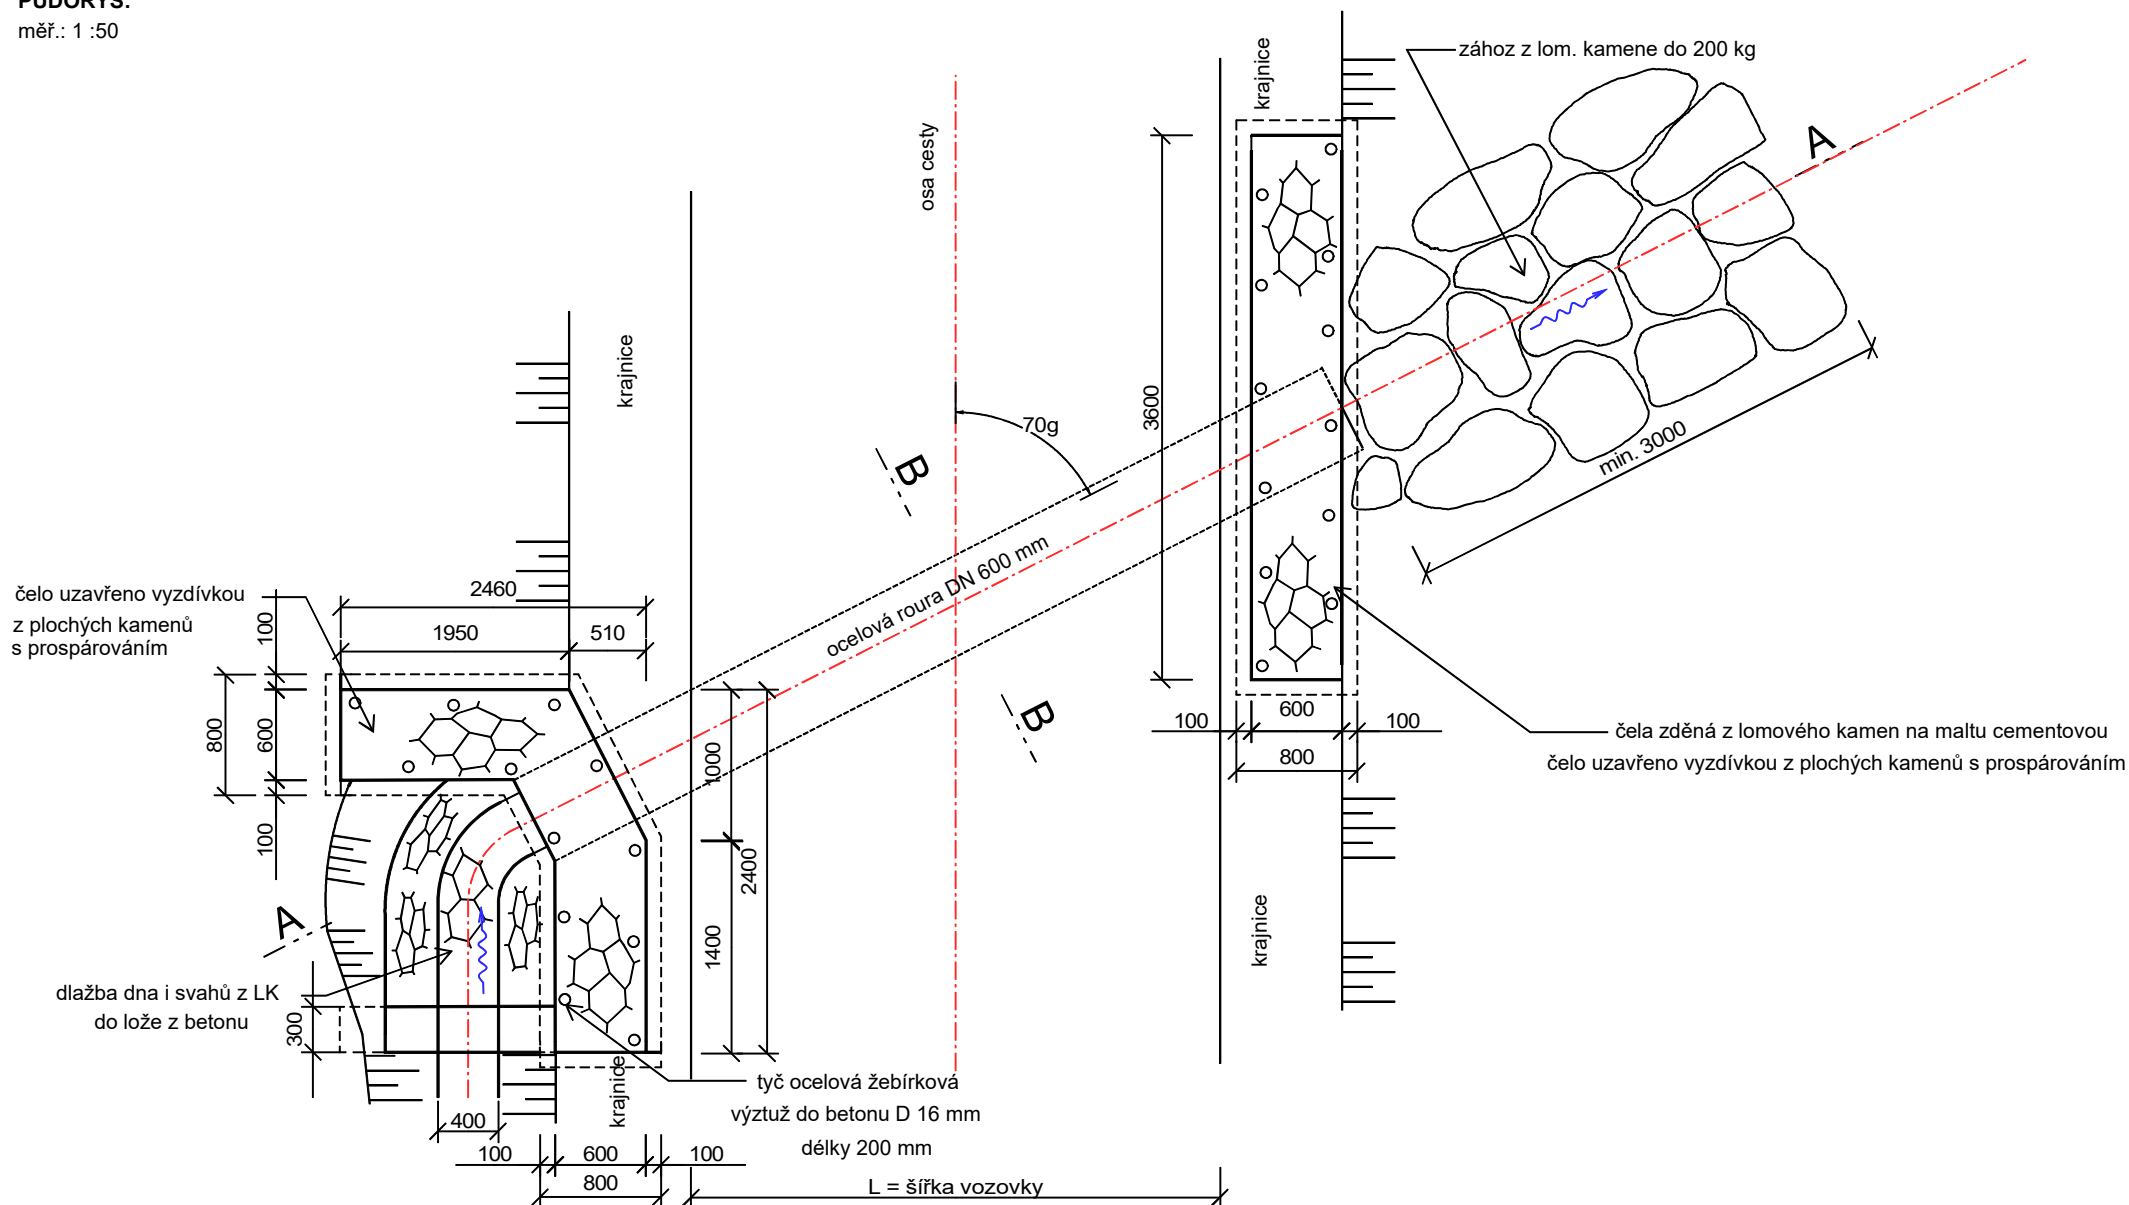 PŮDORYS:
měř.: 1 :50
zához z lom. kamene do 200 kg
krajnice
osa cesty
A
krajnice
70g
3600
min. 3000
B
ocelová roura DN 600 mm
čelo uzavřeno vyzdívkou
z plochých kamenů
s prospárováním
2460
1950
510
100
800
600
100
1000
2400
1400
B
600
100
100
800
čela zděná z lomového kamen na maltu cementovou
čelo uzavřeno vyzdívkou z plochých kamenů s prospárováním
A
krajnice
dlažba dna i svahů z LK
do lože z betonu
300
krajnice
tyč ocelová žebírková
výztuž do betonu D 16 mm
délky 200 mm
400
100
600
100
800
L = šířka vozovky